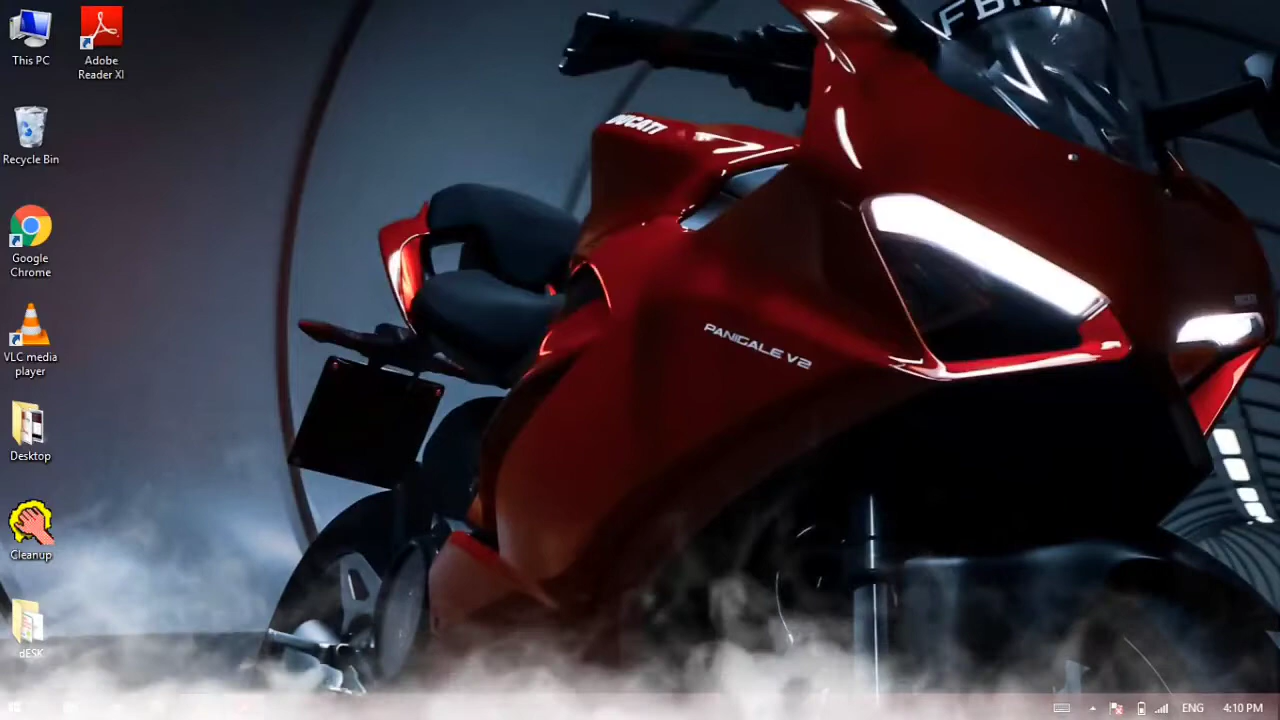 This PC
Adobe
Reader XI
Recycle Bin
Google
Chrome
VLC media
player
Desktop
Cleanup
dESK
DUCATI
PANIGALE V2
ENG
4:10 PM